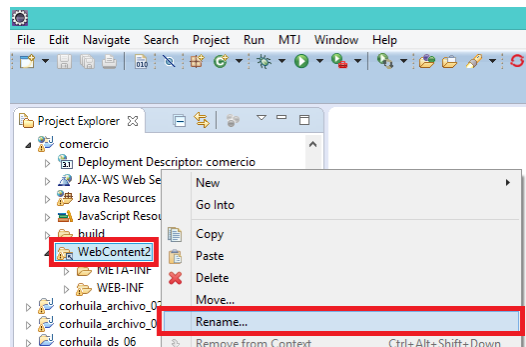 File Edit Navigate Search Project Run MTJ Window Help
Project Explorer
comercio
Deployment Descriptor: comercio
JAX-WS Web Se
Java Resources
JavaScript Resou
build
WebContent2
META-INF
WEB-INF
corhuila_archivo_02
corhuila_archivo_0
corhuila_ds_06
New
Go Into
Copy
Paste
Delete
Move...
Rename...
Remove from Context Ctrl+Alt+Shift+Down